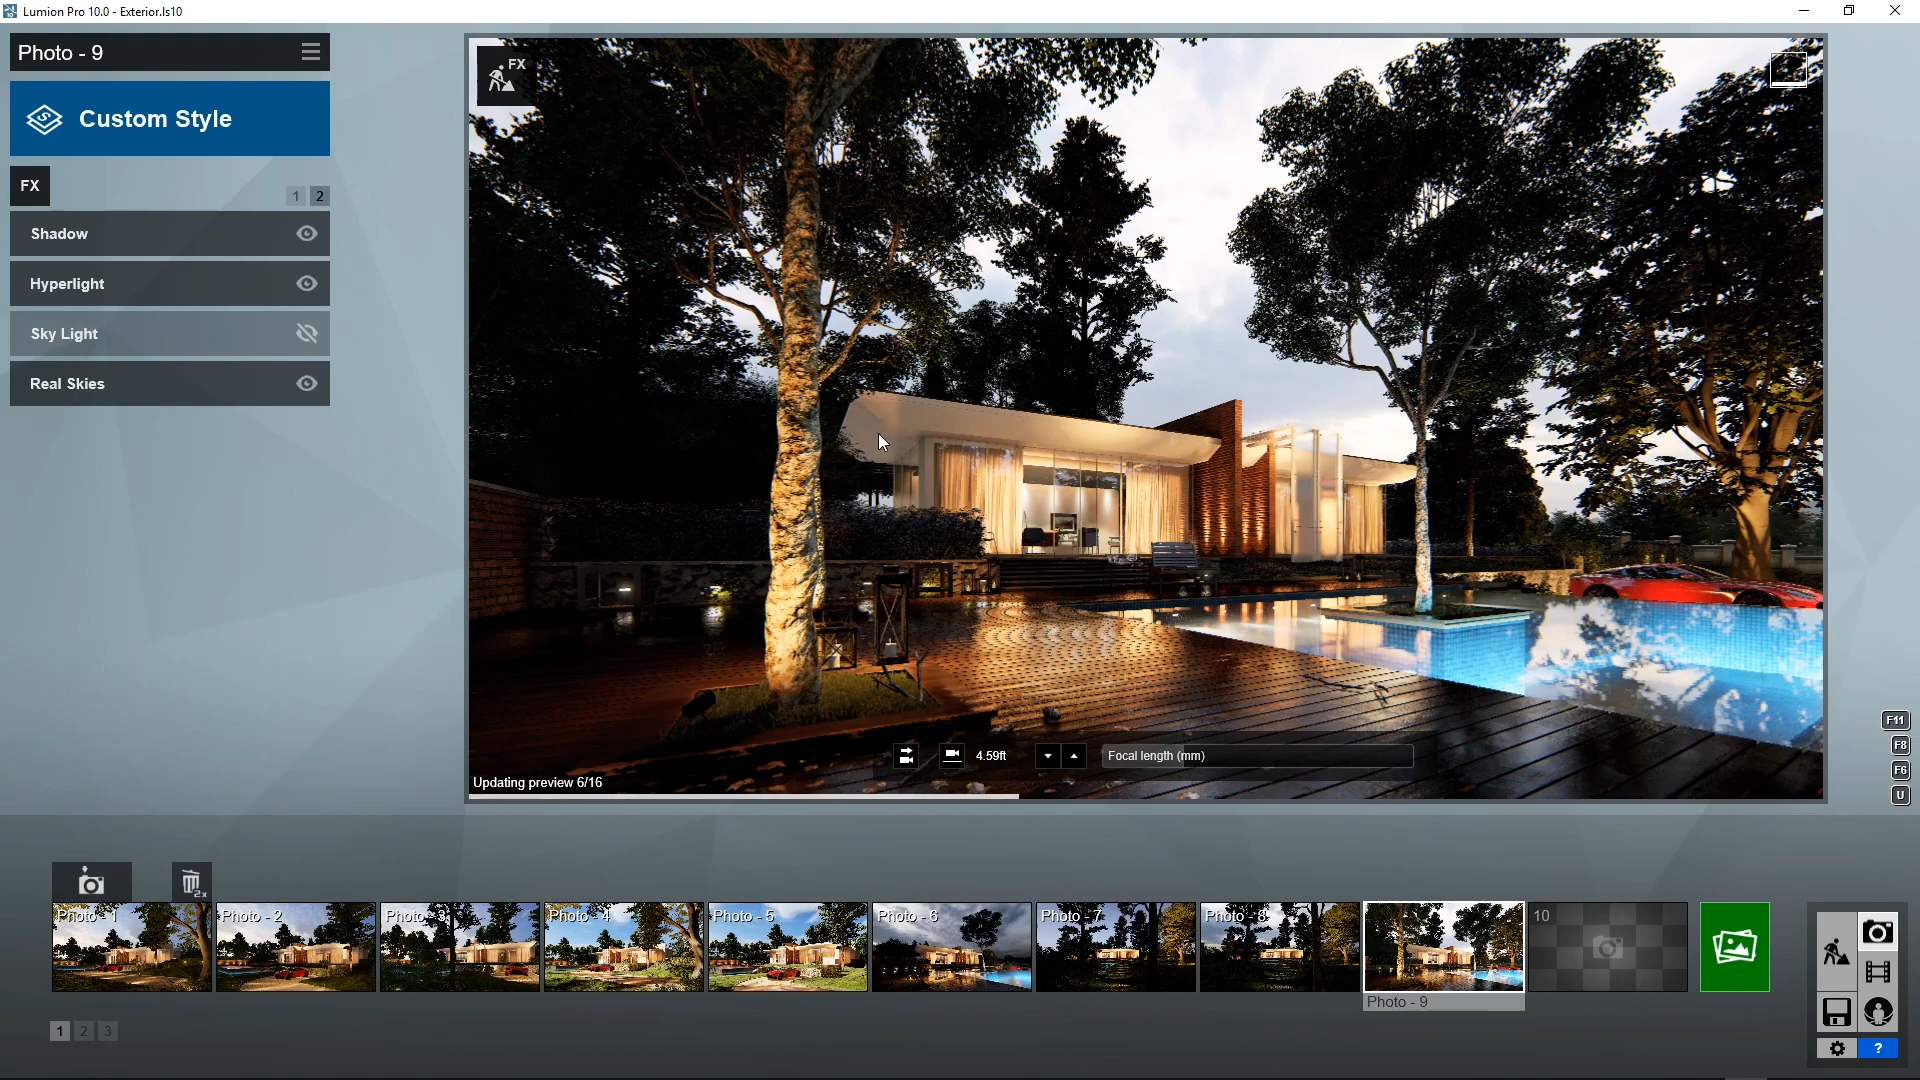 Lumion Pro 10.0 - Exterior.ls10
Photo - 9
Custom Style
FX
1 2
Shadow
Hyperlight
Sky Light
Real Skies
FX
4.59ft
Focal length (mm)
Updating preview 6/16
F11
F8
F6
U
2x
Photo - 1
Photo - 2
Photo - 3
Photo - 4
Photo - 5
Photo - 6
Photo - 7
Photo - 8
10
Photo - 9
1 2 3
?